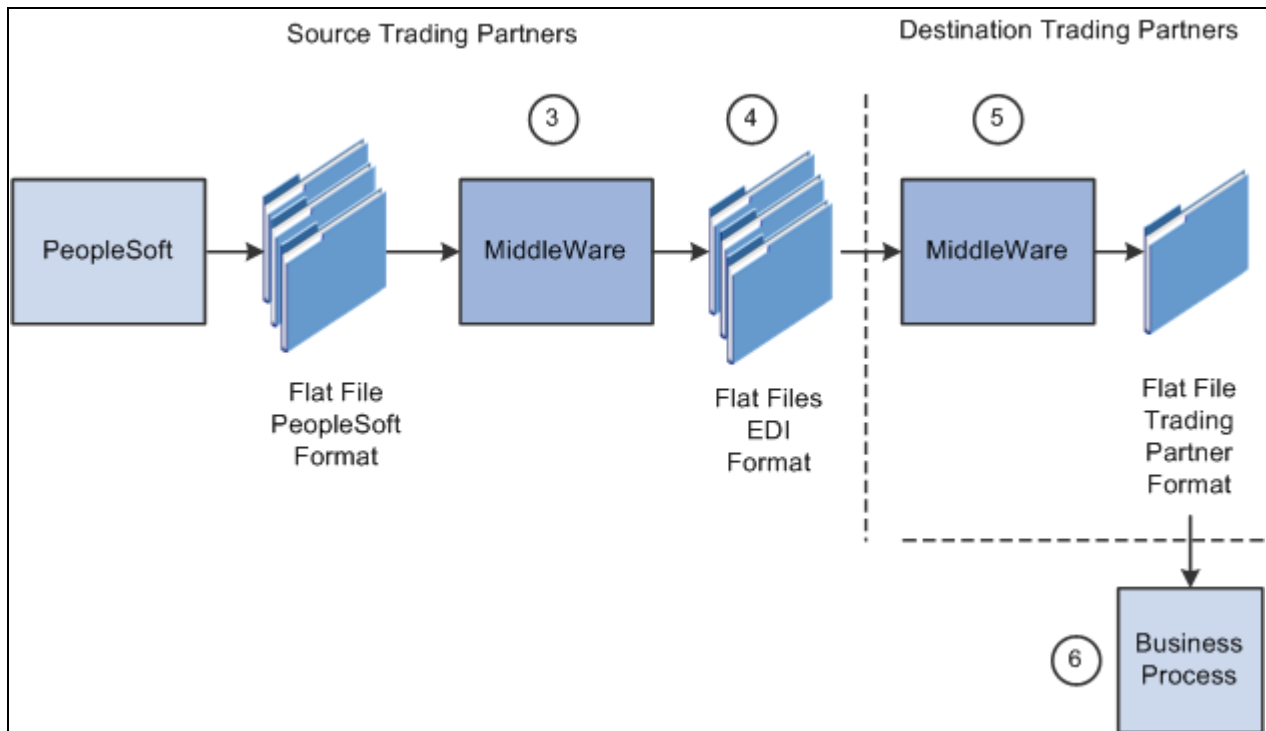 Source Trading Partners
Destination Trading Partners
3
4
5
PeopleSoft
MiddleWare
MiddleWare
Flat File
PeopleSoft
Format
Flat Files
EDI
Format
Flat File
Trading
Partner
Format
6
Business
Process